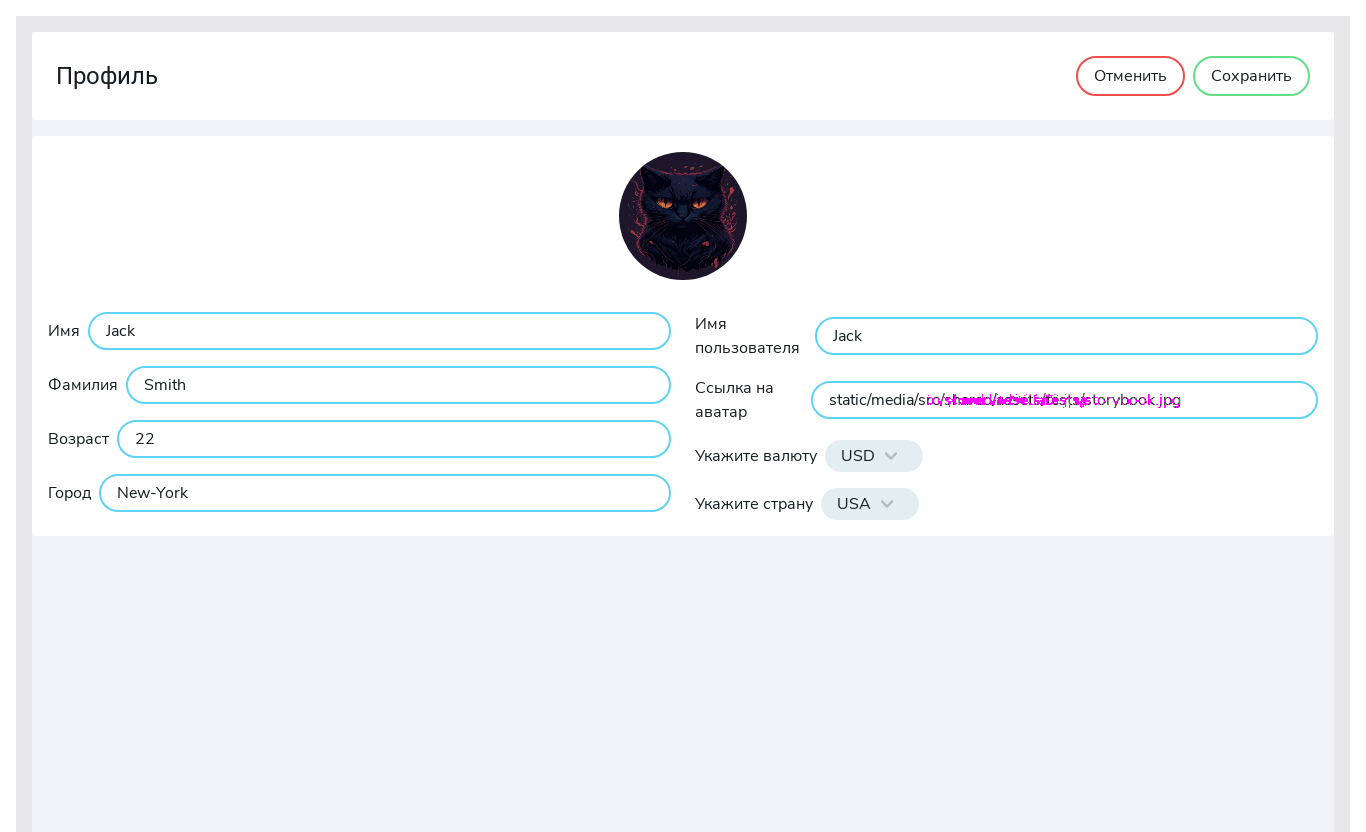 Профиль
Отменить
Сохранить
Имя
Jack
Фамилия
Smith
Возраст
22
Город
New-York
Имя
пользователя
Jack
Ссылка на
аватар
static/media/src/shared/assets/tests/storybook.jpg
Укажите валюту
USD
Укажите страну
USA